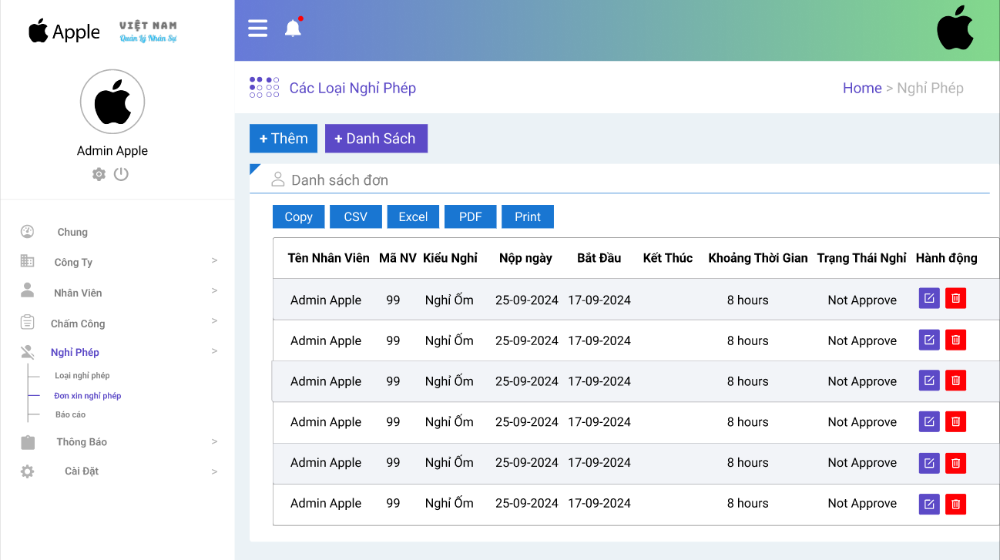 Apple
VIỆT NAM
Quản Lý Nhân Sự
Admin Apple
Chung
Công Ty >
Nhân Viên >
Chấm Công >
Nghỉ Phép >
Loại nghỉ phép
Đơn xin nghỉ phép
Báo cáo
Thông Báo >
Cài Đặt >
Các Loại Nghỉ Phép
Home > Nghỉ Phép
+ Thêm + Danh Sách
Danh sách đơn
Copy CSV Excel PDF Print
Tên Nhân Viên Mã NV Kiểu Nghỉ Nộp ngày Bắt Đầu Kết Thúc Khoảng Thời Gian Trạng Thái Nghỉ Hành động
Admin Apple 99 Nghỉ Ốm 25-09-2024 17-09-2024 8 hours Not Approve
Admin Apple 99 Nghỉ Ốm 25-09-2024 17-09-2024 8 hours Not Approve
Admin Apple 99 Nghỉ Ốm 25-09-2024 17-09-2024 8 hours Not Approve
Admin Apple 99 Nghỉ Ốm 25-09-2024 17-09-2024 8 hours Not Approve
Admin Apple 99 Nghỉ Ốm 25-09-2024 17-09-2024 8 hours Not Approve
Admin Apple 99 Nghỉ Ốm 25-09-2024 17-09-2024 8 hours Not Approve